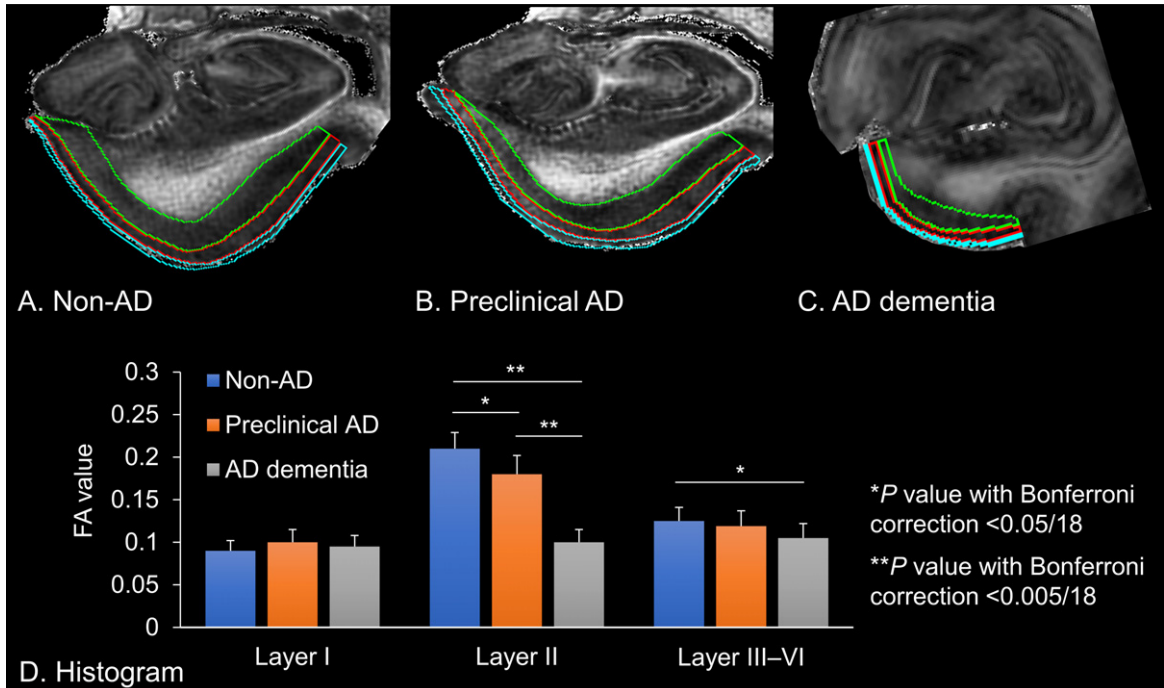 A. Non-AD
B. Preclinical AD
C. AD dementia
0.3
0.25
0.2
0.15
0.1
0.05
0
FA value
Non-AD
Preclinical AD
AD dementia
**
*
**
*
Layer I
Layer II
Layer III–VI
*P value with Bonferroni
correction <0.05/18
**P value with Bonferroni
correction <0.005/18
D. Histogram